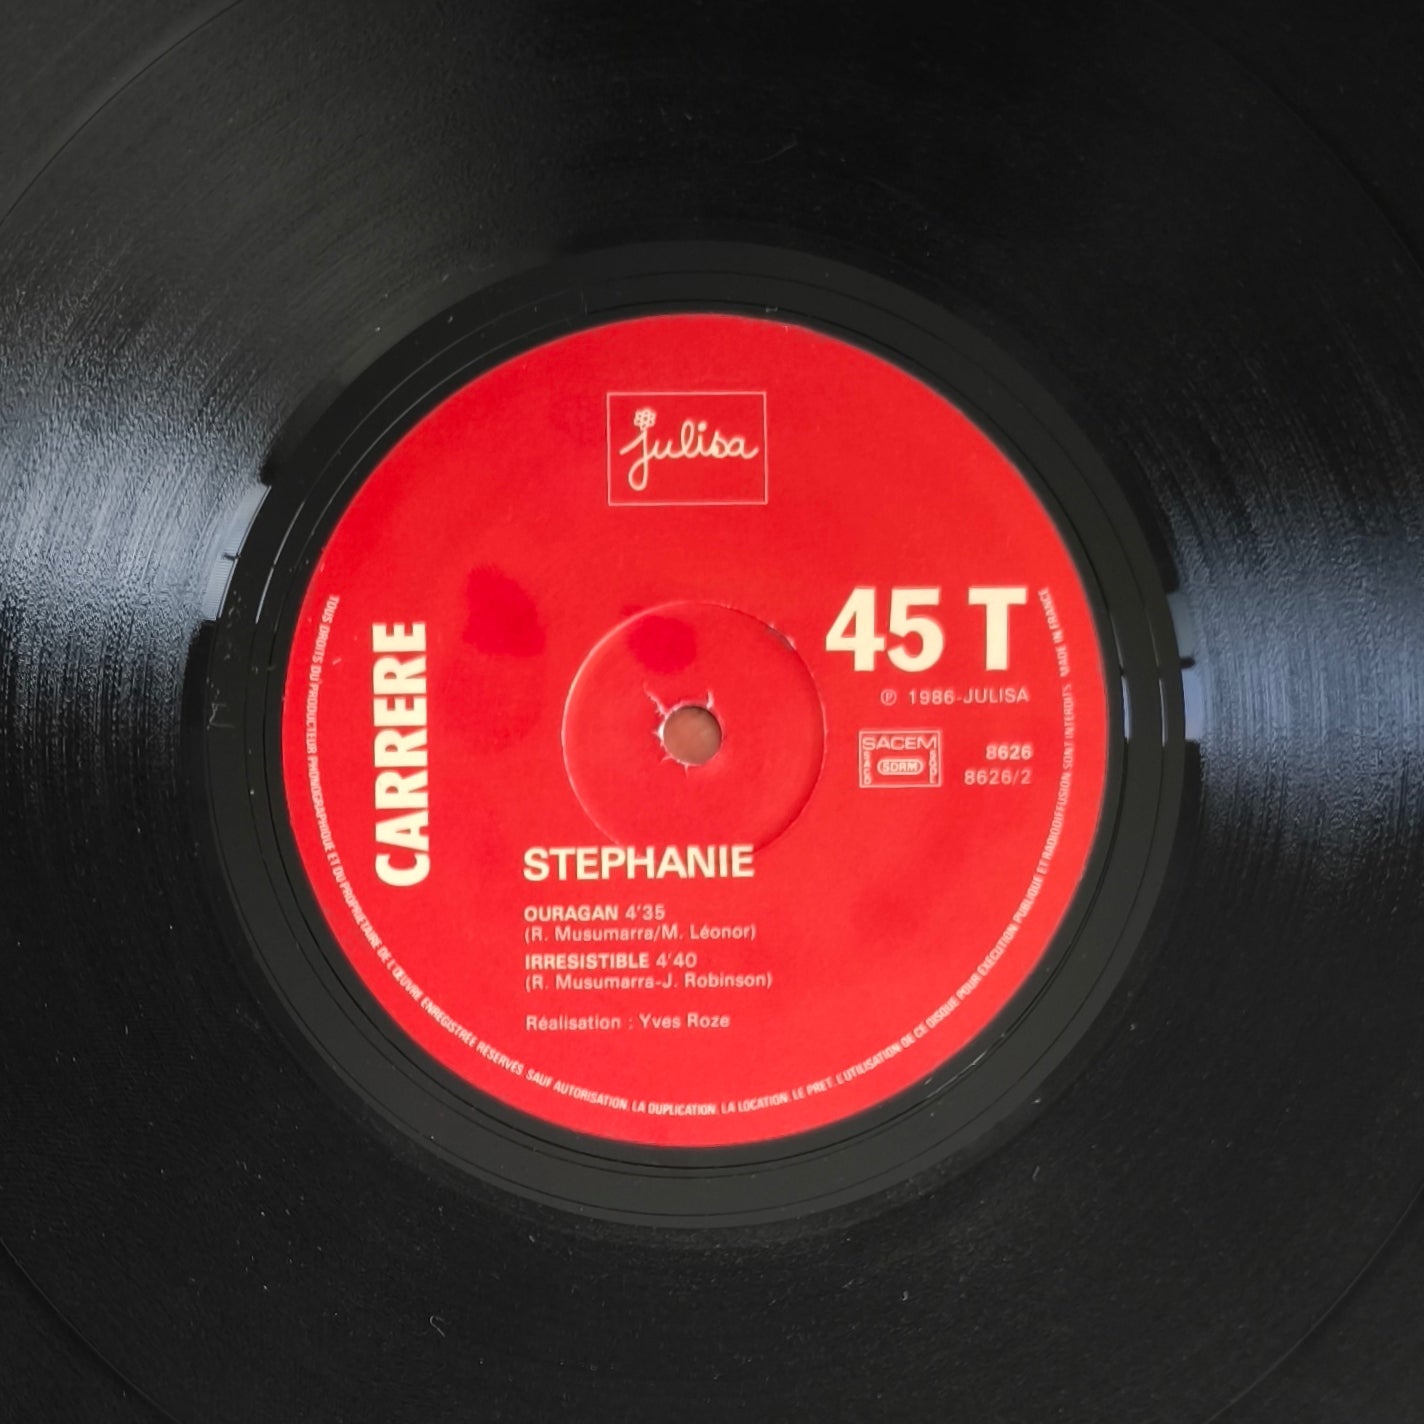 julisa
CARRERE
45 T
℗ 1986-JULISA
SACEM
SACD
SDRM
SGDL
8626
8626/2
STEPHANIE
OURAGAN 4'35
(R. Musumarra/M. Léonor)
IRRESISTIBLE 4'40
(R. Musumarra-J. Robinson)
Réalisation : Yves Roze
TOUS DROITS DU PRODUCTEUR PHONOGRAPHIQUE ET DU PROPRIETAIRE DE L'ŒUVRE ENREGISTRÉE RÉSERVÉS. SAUF AUTORISATION, LA DUPLICATION, LA LOCATION, LE PRET, L'UTILISATION DE CE DISQUE POUR EXECUTION PUBLIQUE ET RADIODIFFUSION SONT INTERDITS. MADE IN FRANCE